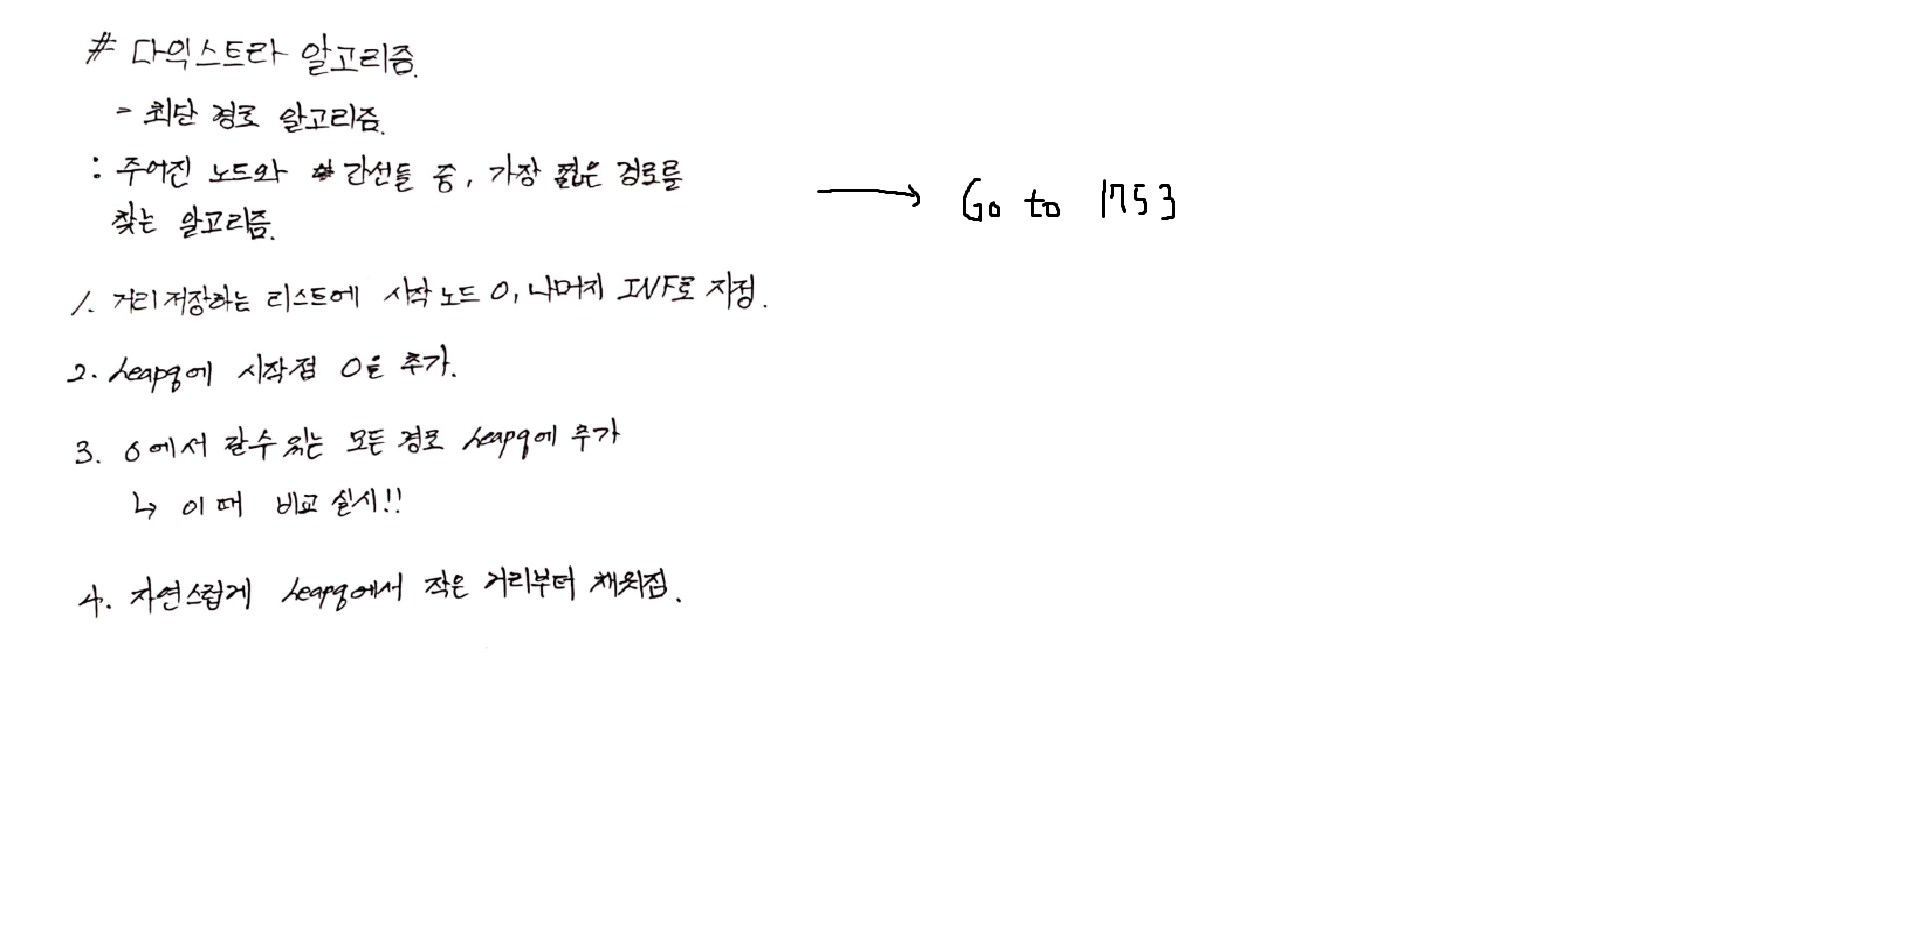 # 다익스트라 알고리즘.
- 최단 경로 알고리즘.
: 주어진 노드와 간선들 중, 가장 짧은 경로를
찾는 알고리즘.
→ Go to 1753
1. 거리저장하는 리스트에 시작노드 0, 나머지 INF로 지정.
2. heapq에 시작점 0을 추가.
3. 0에서 갈수 있는 모든 경로 heapq에 추가
↳ 이 때 비교 실시!!
4. 자연스럽게 heapq에서 작은 거리부터 채워짐.